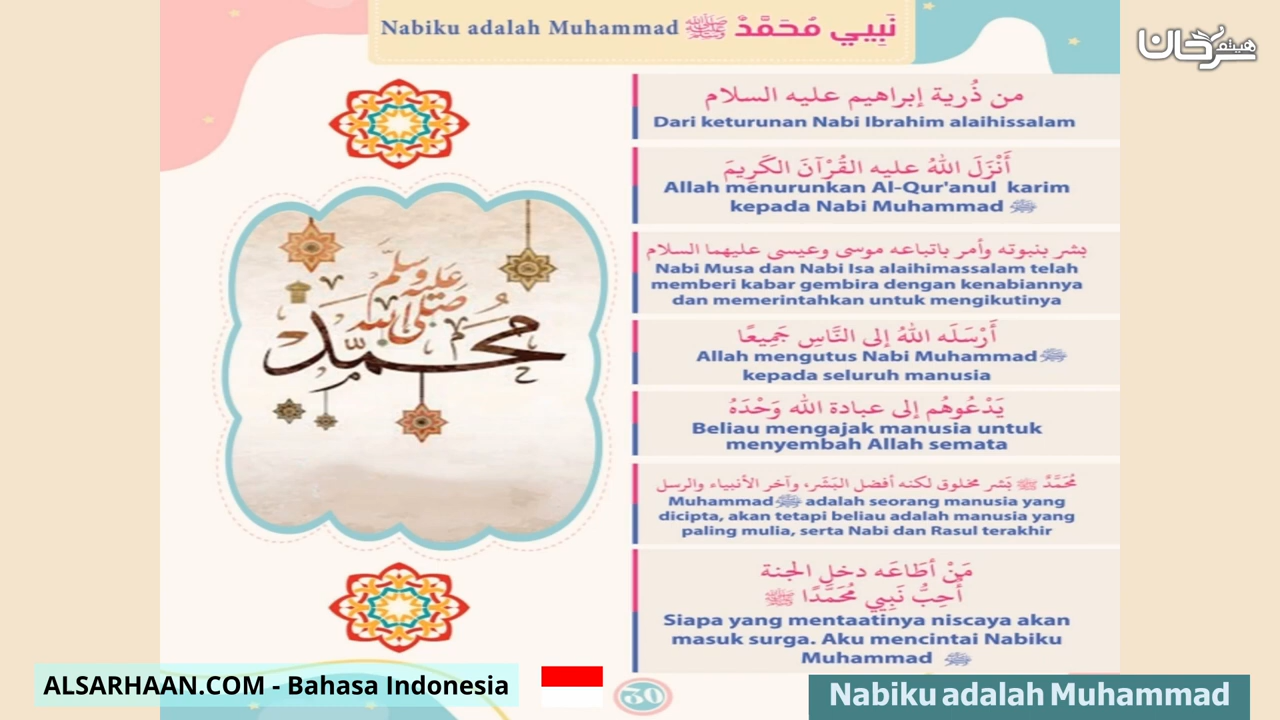 Nabiku adalah Muhammad ﷺ نَبِيي مُحَمَّدٌ
هيثم سرحان
من ذُرية إبراهيم عليه السلام
Dari keturunan Nabi Ibrahim alaihissalam
أَنْزَلَ اللهُ عليه القُرْآنَ الكَرِيمَ
Allah menurunkan Al-Qur'anul karim
kepada Nabi Muhammad ﷺ
بشر بنبوته وأمر باتباعه موسى وعيسى عليهما السلام
Nabi Musa dan Nabi Isa alaihimassalam telah
memberi kabar gembira dengan kenabiannya
dan memerintahkan untuk mengikutinya
أَرْسَلَه اللهُ إلى النَّاسِ جَمِيعًا
Allah mengutus Nabi Muhammad ﷺ
kepada seluruh manusia
يَدْعُوهُم إلى عبادة الله وَحْدَهُ
Beliau mengajak manusia untuk
menyembah Allah semata
مُحَمَّدٌ ﷺ بَشر مخلوق لكنه أفضل البَشَر، وآخر الأنبياء والرسل
Muhammad ﷺ adalah seorang manusia yang
dicipta, akan tetapi beliau adalah manusia yang
paling mulia, serta Nabi dan Rasul terakhir
مَنْ أطَاعَه دخل الجنة
أُحِبُّ نَبِيي مُحَمَّدًا ﷺ
Siapa yang mentaatinya niscaya akan
masuk surga. Aku mencintai Nabiku
Muhammad ﷺ
صلى الله عليه وسلم
محمد
30
ALSARHAAN.COM - Bahasa Indonesia
Nabiku adalah Muhammad